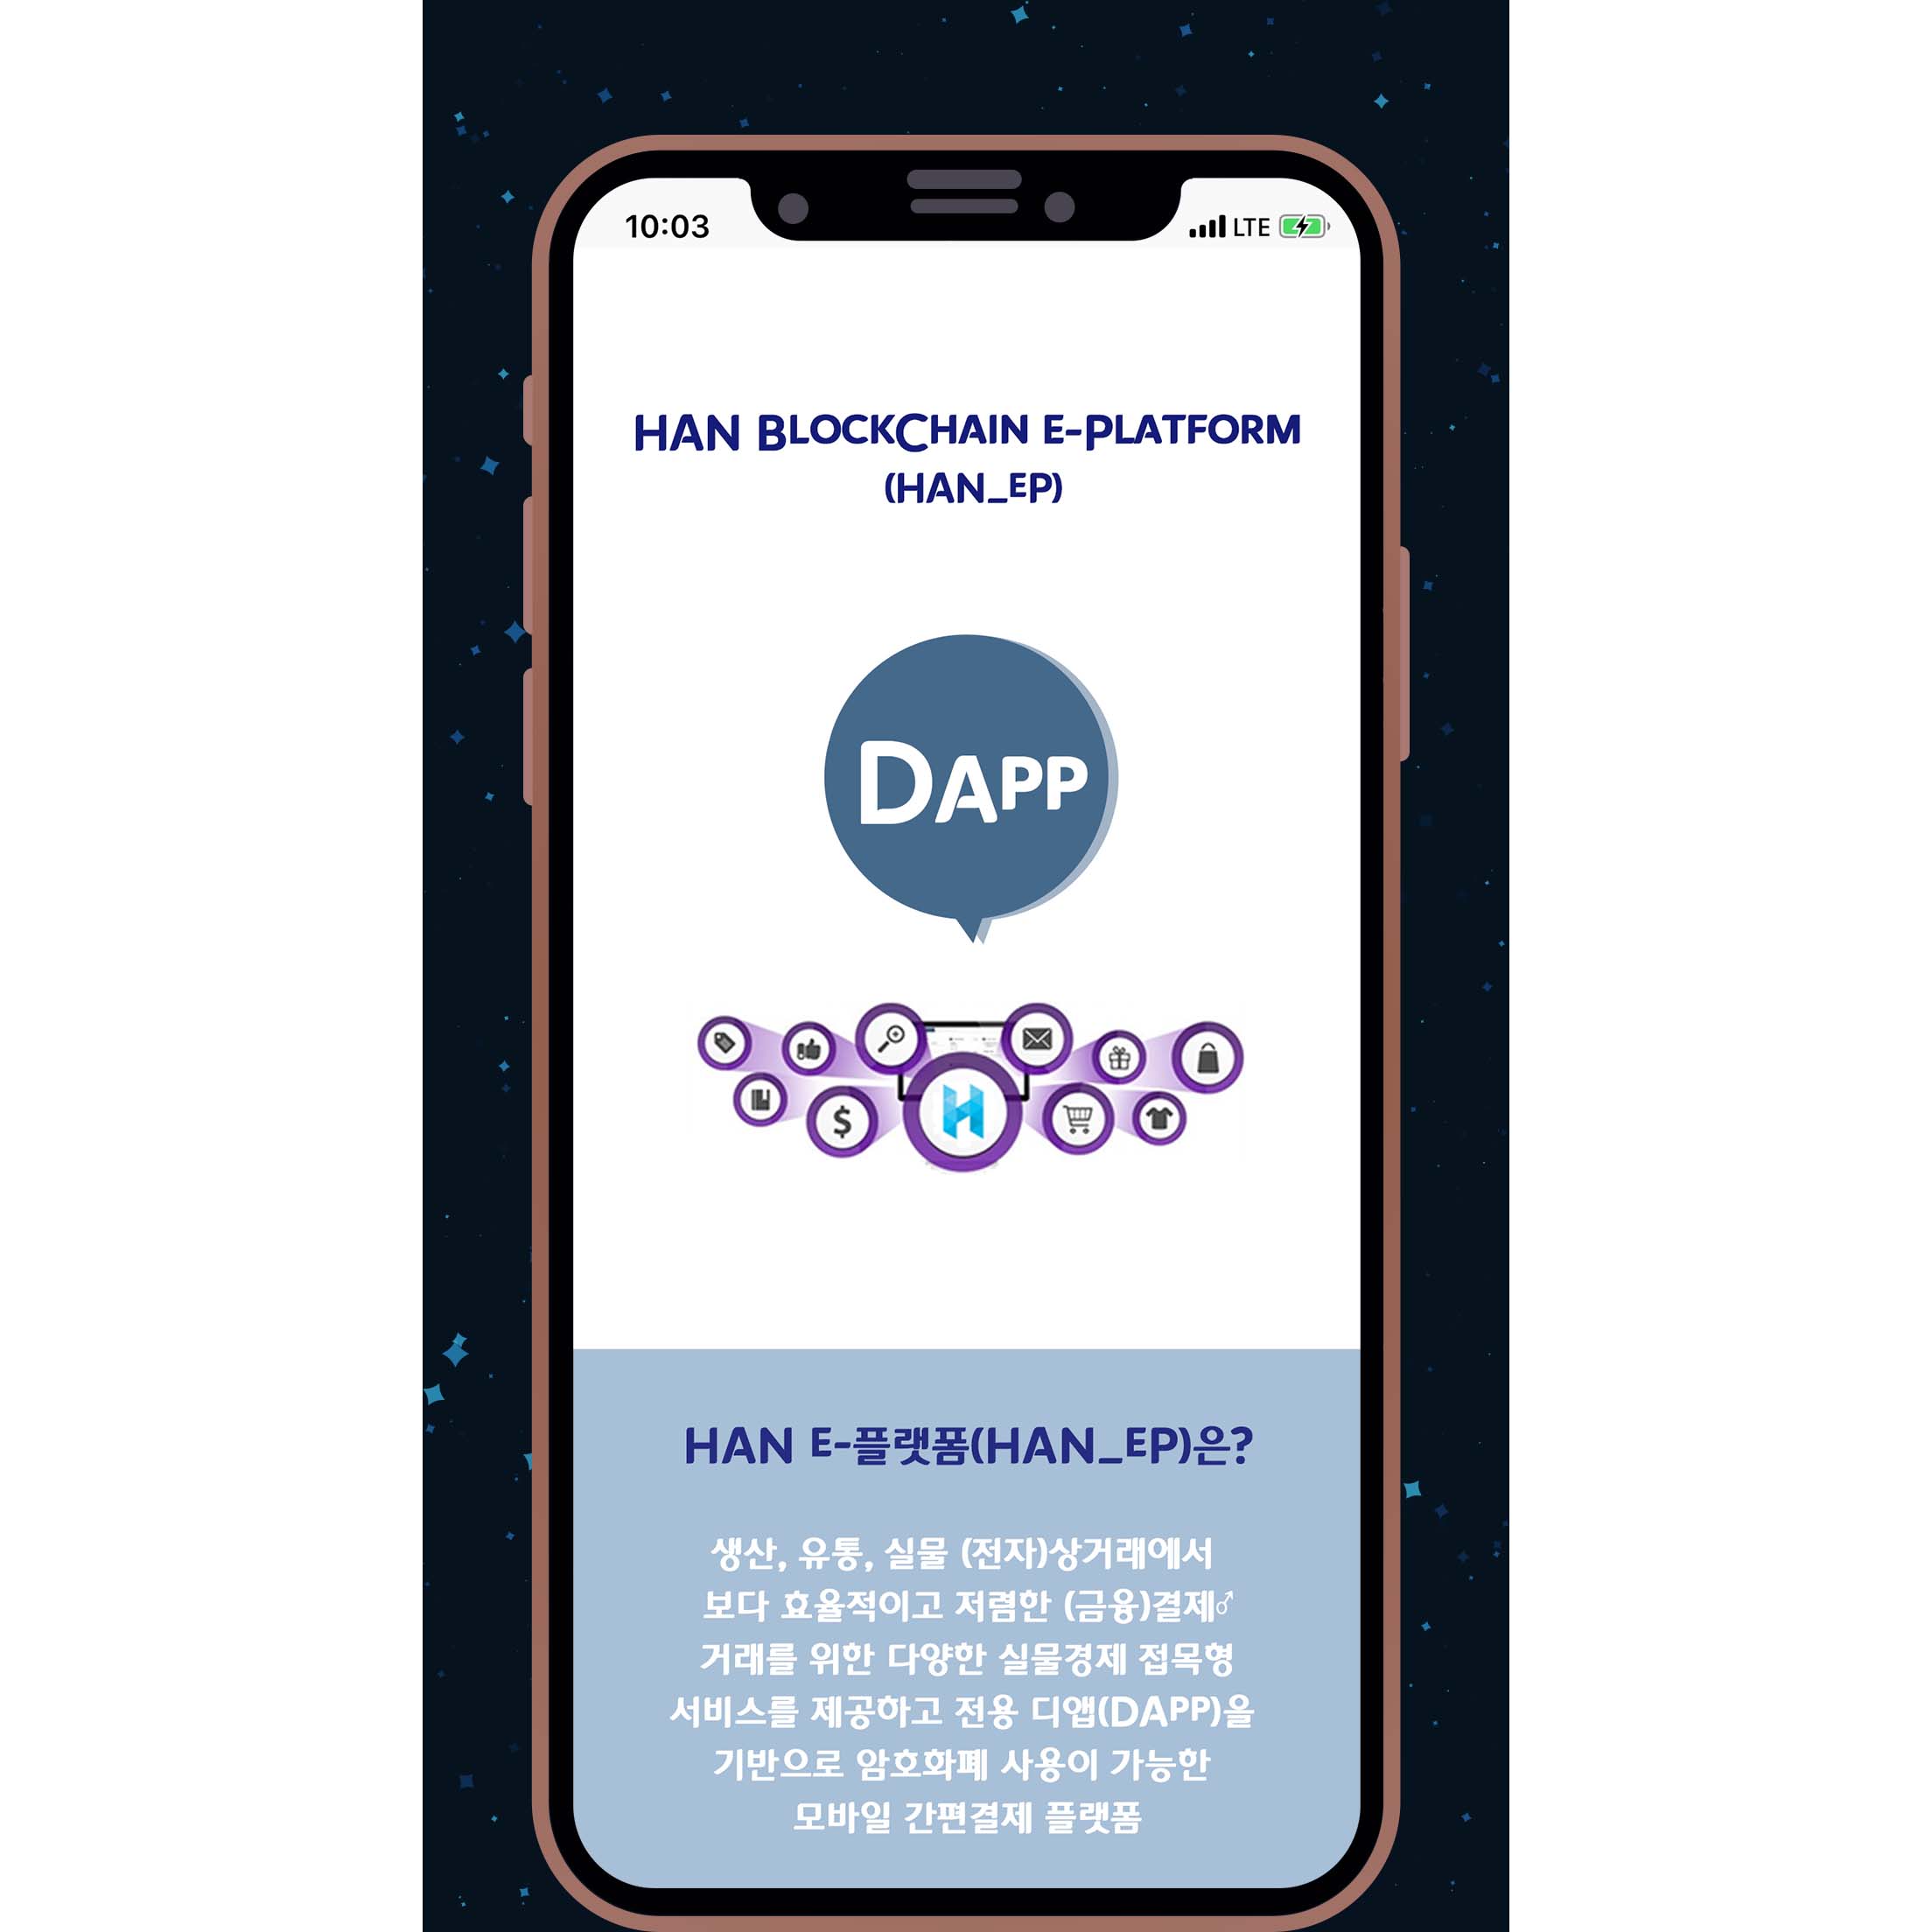 10:03 LTE
HAN BLOCKCHAIN E-PLATFORM
(HAN_EP)
DAPP
$
H
HAN E-플랫폼(HAN_EP)은?
생산, 유통, 실물 (전자)상거래에서
보다 효율적이고 저렴한 (금융)결제♂
거래를 위한 다양한 실물경제 접목형
서비스를 제공하고 전용 디앱(DAPP)을
기반으로 암호화폐 사용이 가능한
모바일 간편결제 플랫폼